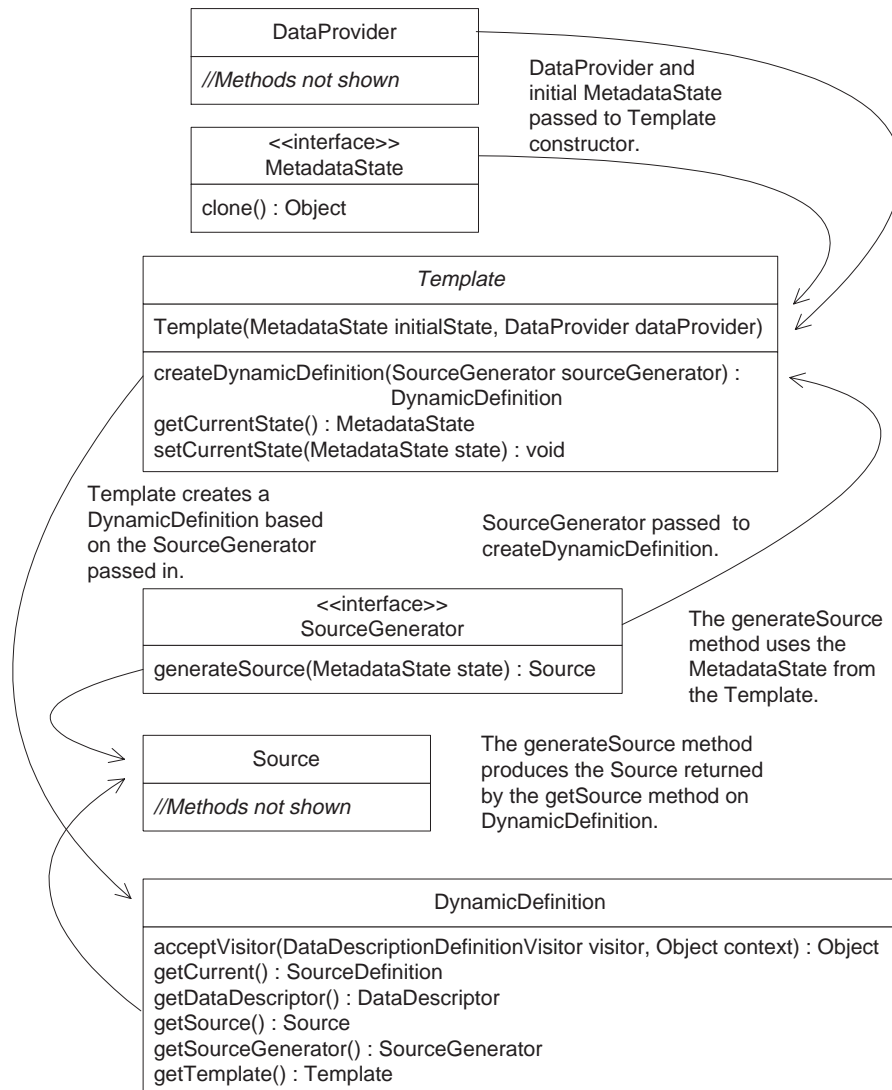 DataProvider
//Methods not shown
DataProvider and
initial MetadataState
passed to Template
constructor.
<<interface>>
MetadataState
clone() : Object
Template
Template(MetadataState initialState, DataProvider dataProvider)
createDynamicDefinition(SourceGenerator sourceGenerator) :
DynamicDefinition
getCurrentState() : MetadataState
setCurrentState(MetadataState state) : void
Template creates a
DynamicDefinition based
on the SourceGenerator
passed in.
SourceGenerator passed to
createDynamicDefinition.
<<interface>>
SourceGenerator
generateSource(MetadataState state) : Source
The generateSource
method uses the
MetadataState from
the Template.
Source
//Methods not shown
The generateSource method
produces the Source returned
by the getSource method on
DynamicDefinition.
DynamicDefinition
acceptVisitor(DataDescriptionDefinitionVisitor visitor, Object context) : Object
getCurrent() : SourceDefinition
getDataDescriptor() : DataDescriptor
getSource() : Source
getSourceGenerator() : SourceGenerator
getTemplate() : Template